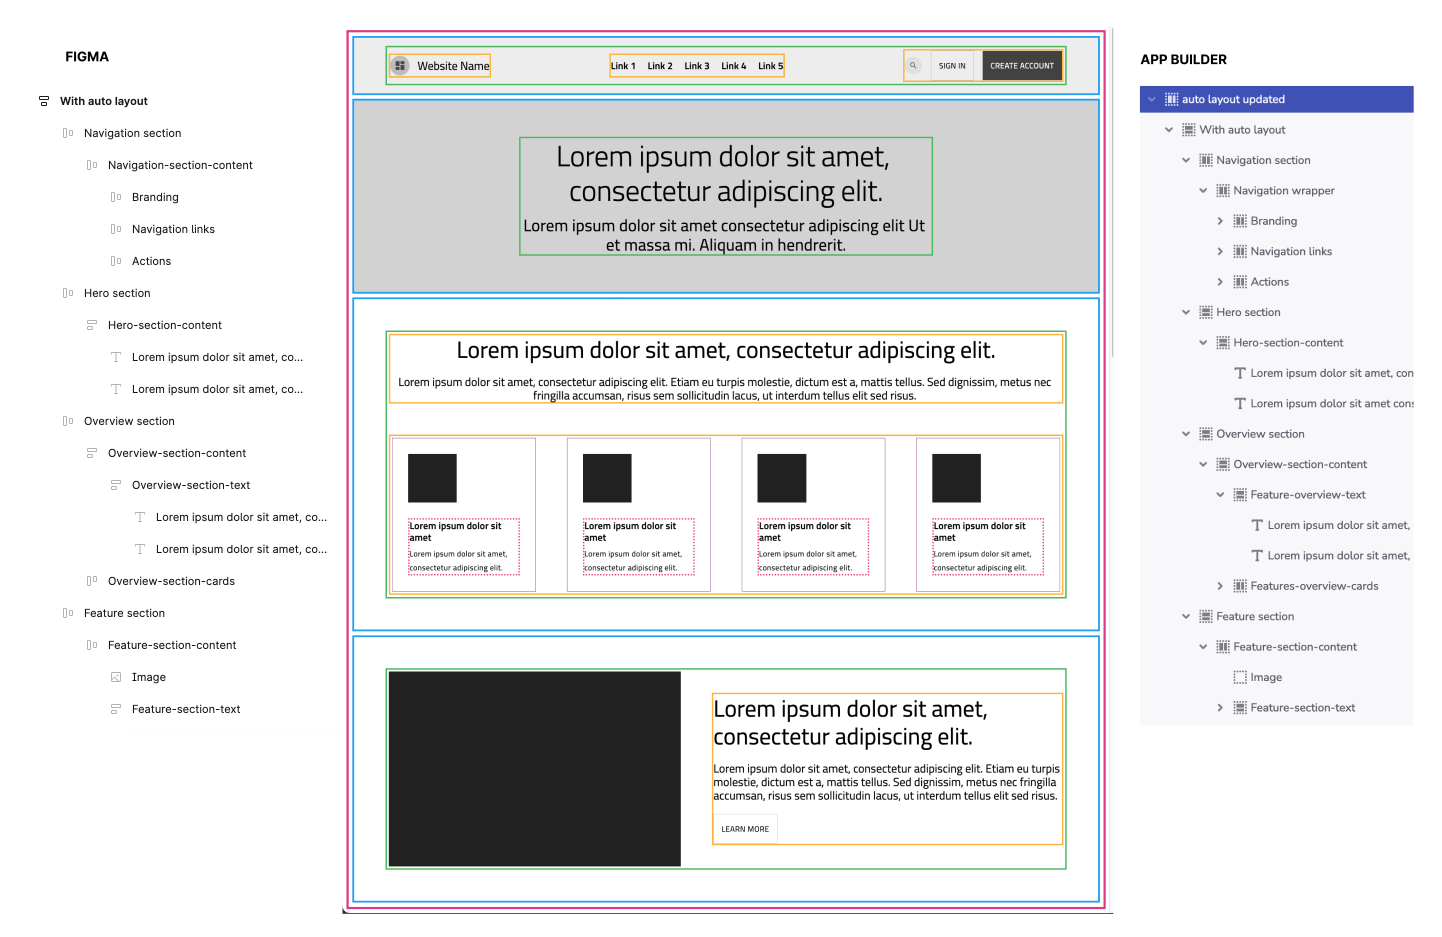 FIGMA
With auto layout
Navigation section
Navigation-section-content
Branding
Navigation links
Actions
Hero section
Hero-section-content
Lorem ipsum dolor sit amet, co...
Lorem ipsum dolor sit amet, co...
Overview section
Overview-section-content
Overview-section-text
Lorem ipsum dolor sit amet, co...
Lorem ipsum dolor sit amet, co...
Overview-section-cards
Feature section
Feature-section-content
Image
Feature-section-text
Website Name
Link 1 Link 2 Link 3 Link 4 Link 5
SIGN IN
CREATE ACCOUNT
Lorem ipsum dolor sit amet,
consectetur adipiscing elit.
Lorem ipsum dolor sit amet consectetur adipiscing elit Ut
et massa mi. Aliquam in hendrerit.
Lorem ipsum dolor sit amet, consectetur adipiscing elit.
Lorem ipsum dolor sit amet, consectetur adipiscing elit. Etiam eu turpis molestie, dictum est a, mattis tellus. Sed dignissim, metus nec
fringilla accumsan, risus sem sollicitudin lacus, ut interdum tellus elit sed risus.
Lorem ipsum dolor sit
amet
Lorem ipsum dolor sit amet,
consectetur adipiscing elit.
Lorem ipsum dolor sit
amet
Lorem ipsum dolor sit amet,
consectetur adipiscing elit.
Lorem ipsum dolor sit
amet
Lorem ipsum dolor sit amet,
consectetur adipiscing elit.
Lorem ipsum dolor sit
amet
Lorem ipsum dolor sit amet,
consectetur adipiscing elit.
Lorem ipsum dolor sit amet,
consectetur adipiscing elit.
Lorem ipsum dolor sit amet, consectetur adipiscing elit. Etiam eu turpis
molestie, dictum est a, mattis tellus. Sed dignissim, metus nec fringilla
accumsan, risus sem sollicitudin lacus, ut interdum tellus elit sed risus.
LEARN MORE
APP BUILDER
auto layout updated
With auto layout
Navigation section
Navigation wrapper
Branding
Navigation links
Actions
Hero section
Hero-section-content
Lorem ipsum dolor sit amet, con
Lorem ipsum dolor sit amet cons
Overview section
Overview-section-content
Feature-overview-text
Lorem ipsum dolor sit amet,
Lorem ipsum dolor sit amet,
Features-overview-cards
Feature section
Feature-section-content
Image
Feature-section-text